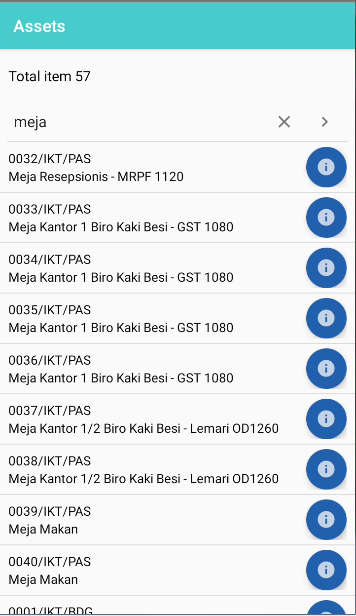 Assets
Total item 57
meja
0032/IKT/PAS
Meja Resepsionis - MRPF 1120
0033/IKT/PAS
Meja Kantor 1 Biro Kaki Besi - GST 1080
0034/IKT/PAS
Meja Kantor 1 Biro Kaki Besi - GST 1080
0035/IKT/PAS
Meja Kantor 1 Biro Kaki Besi - GST 1080
0036/IKT/PAS
Meja Kantor 1 Biro Kaki Besi - GST 1080
0037/IKT/PAS
Meja Kantor 1/2 Biro Kaki Besi - Lemari OD1260
0038/IKT/PAS
Meja Kantor 1/2 Biro Kaki Besi - Lemari OD1260
0039/IKT/PAS
Meja Makan
0040/IKT/PAS
Meja Makan
0001/IKT/BDG